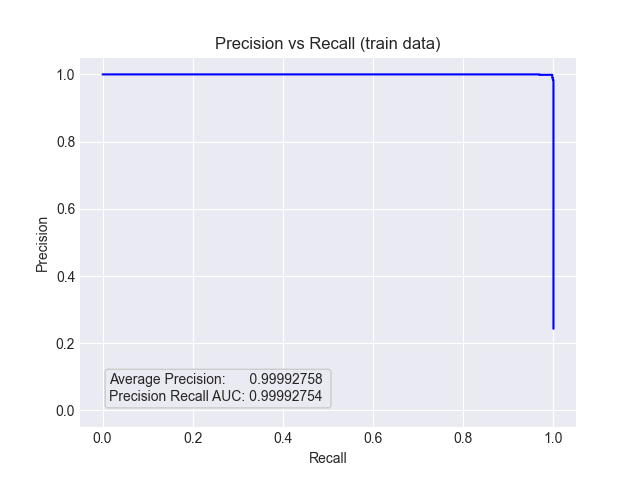 Precision vs Recall (train data)
1.0
0.8
0.6
0.4
0.2
0.0
Precision
Average Precision: 0.99992758
Precision Recall AUC: 0.99992754
0.0 0.2 0.4 0.6 0.8 1.0
Recall